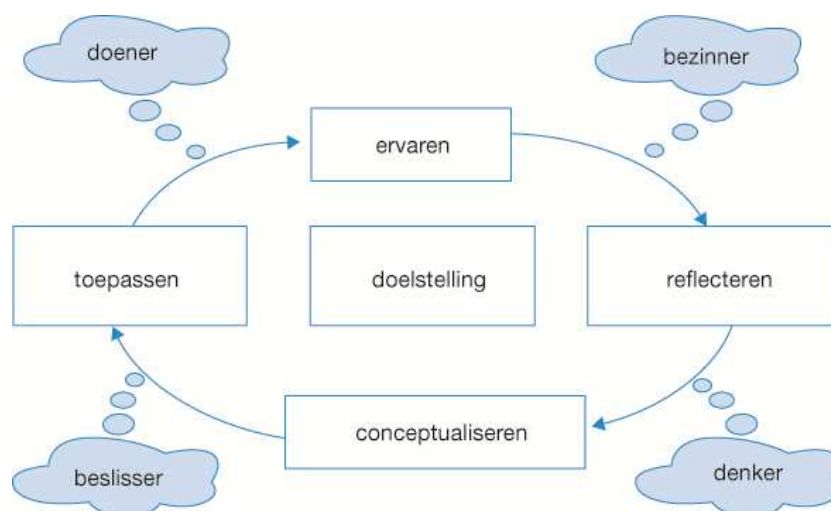 doener
bezinner
ervaren
toepassen
doelstelling
reflecteren
conceptualiseren
beslisser
denker